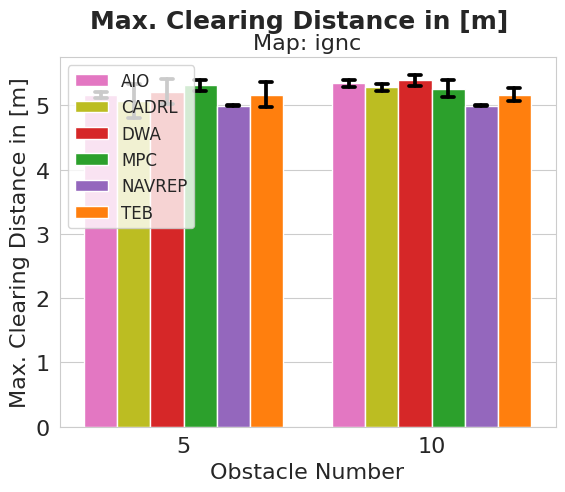 Max. Clearing Distance in [m]
Map: ignc
Max. Clearing Distance in [m]
5
4
3
2
1
0
AIO
CADRL
DWA
MPC
NAVREP
TEB
5
10
Obstacle Number